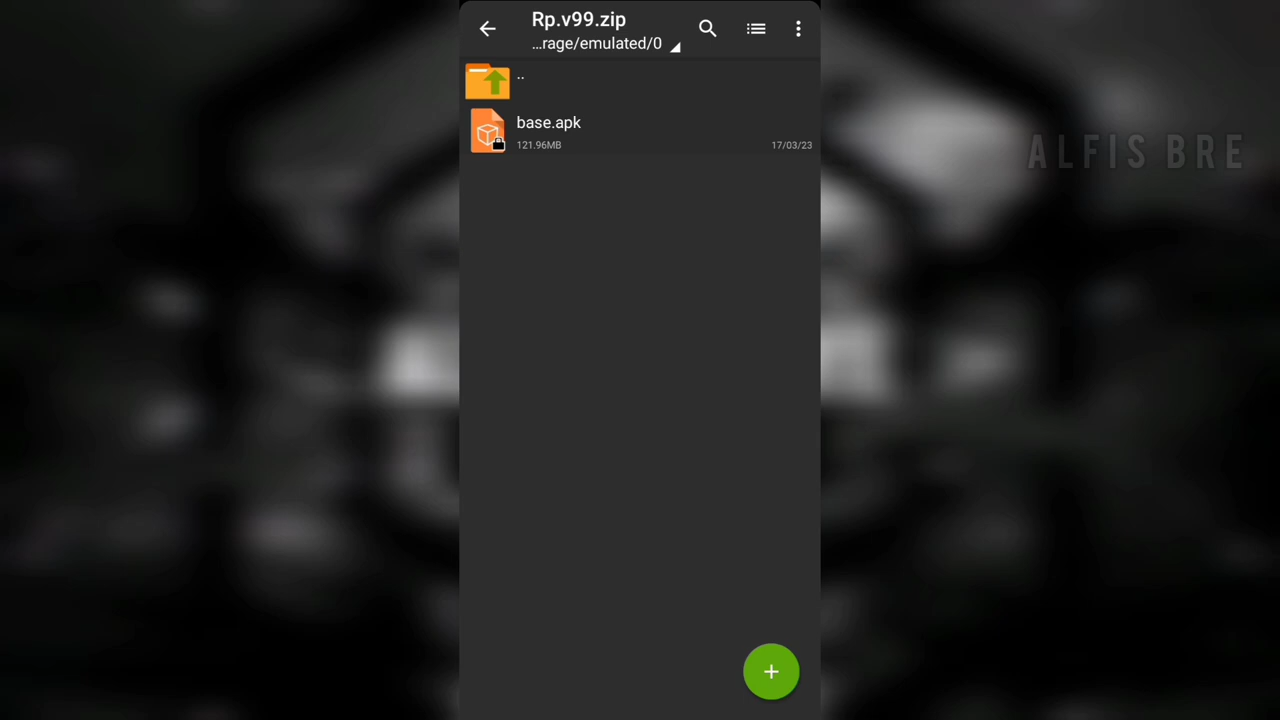 Rp.v99.zip
...rage/emulated/0
..
base.apk
121.96MB
17/03/23
ALFIS BRE